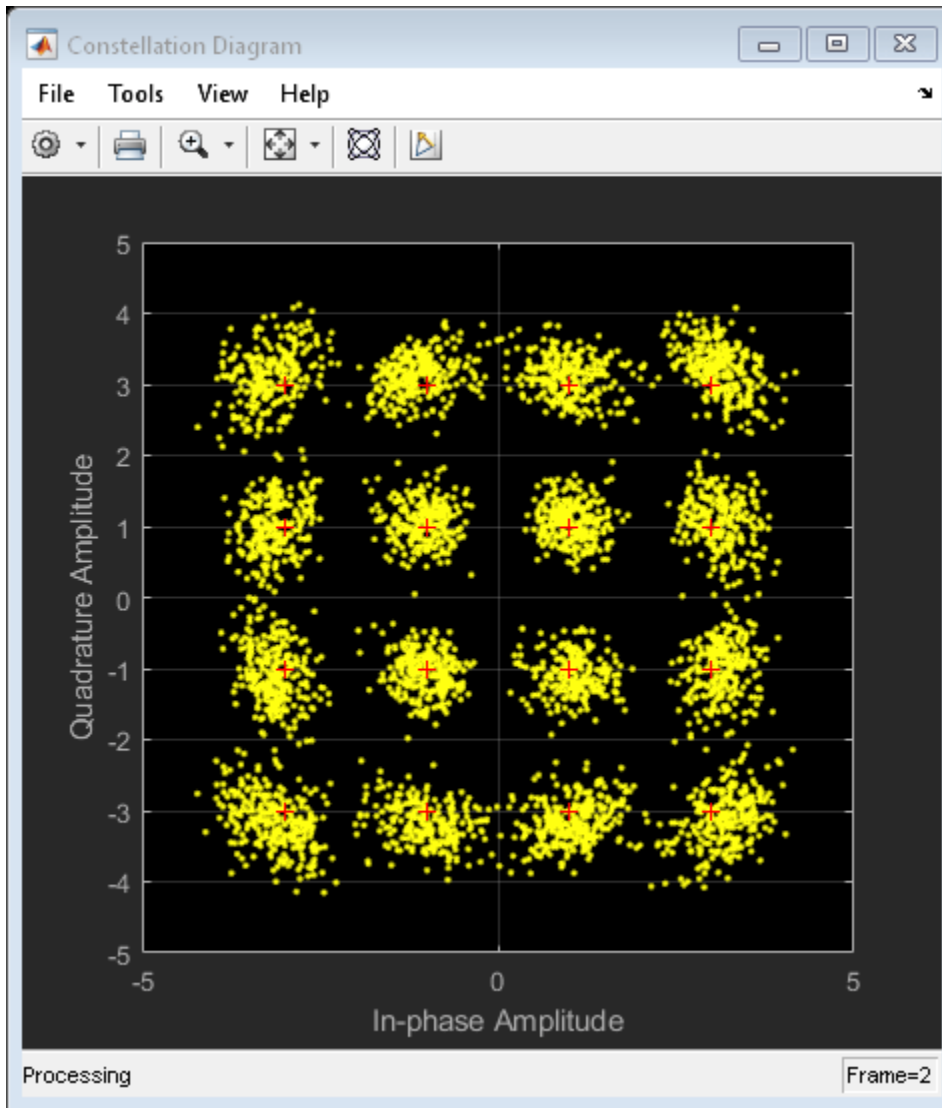 Constellation Diagram
File Tools View Help
5
4
3
2
1
0
-1
-2
-3
-4
-5
Quadrature Amplitude
-5 0 5
In-phase Amplitude
Processing Frame=2